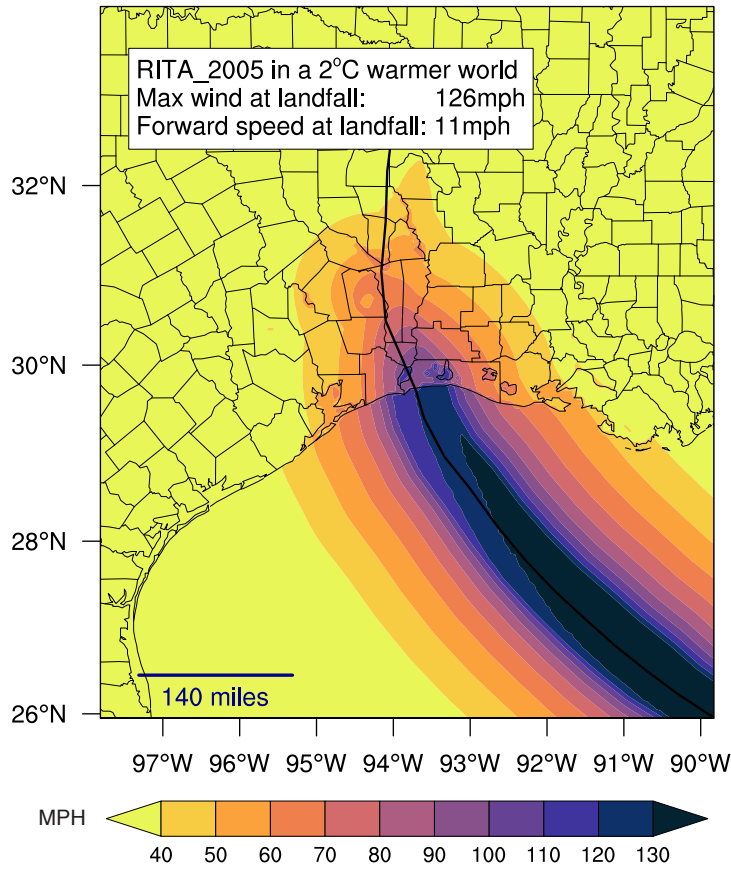 RITA_2005 in a 2°C warmer world
Max wind at landfall: 126mph
Forward speed at landfall: 11mph
32°N
30°N
28°N
26°N
140 miles
97°W 96°W 95°W 94°W 93°W 92°W 91°W 90°W
MPH
40 50 60 70 80 90 100 110 120 130